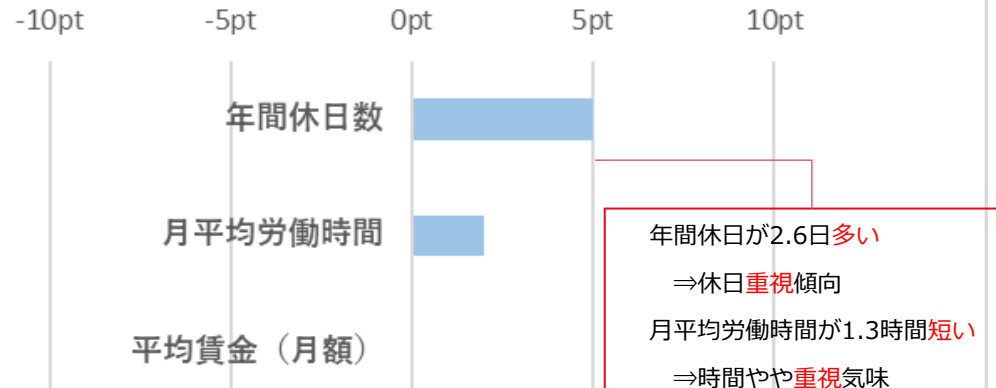 -10pt -5pt 0pt 5pt 10pt
年間休日数
月平均労働時間
年間休日が2.6日多い
⇒休日重視傾向
月平均労働時間が1.3時間短い
平均賃金（月額）
⇒時間やや重視気味